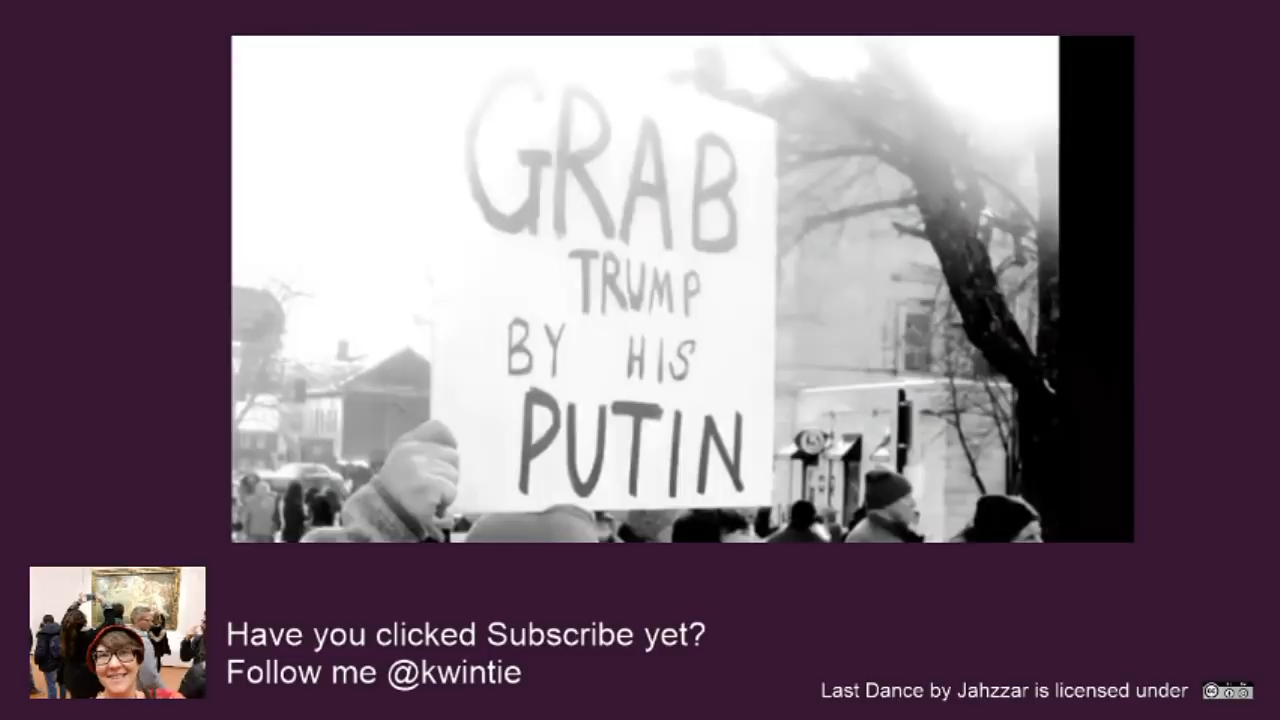 GRAB
TRUMP
BY HIS
PUTIN
Have you clicked Subscribe yet?
Follow me @kwintie
Last Dance by Jahzzar is licensed under